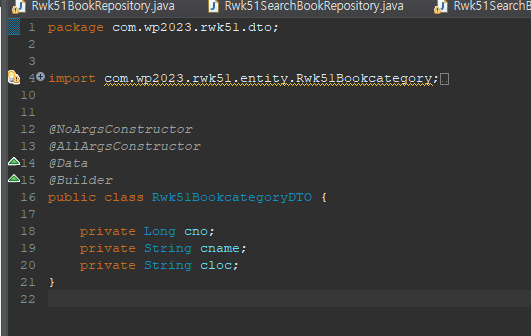 Rwk51BookRepository.java Rwk51SearchBookRepository.java Rwk51SearchBoo
1 package com.wp2023.rwk51.dto;
2
3
4 import com.wp2023.rwk51.entity.Rwk51Bookcategory;
10
11
12 @NoArgsConstructor
13 @AllArgsConstructor
14 @Data
15 @Builder
16 public class Rwk51BookcategoryDTO {
17
18 private Long cno;
19 private String cname;
20 private String cloc;
21 }
22